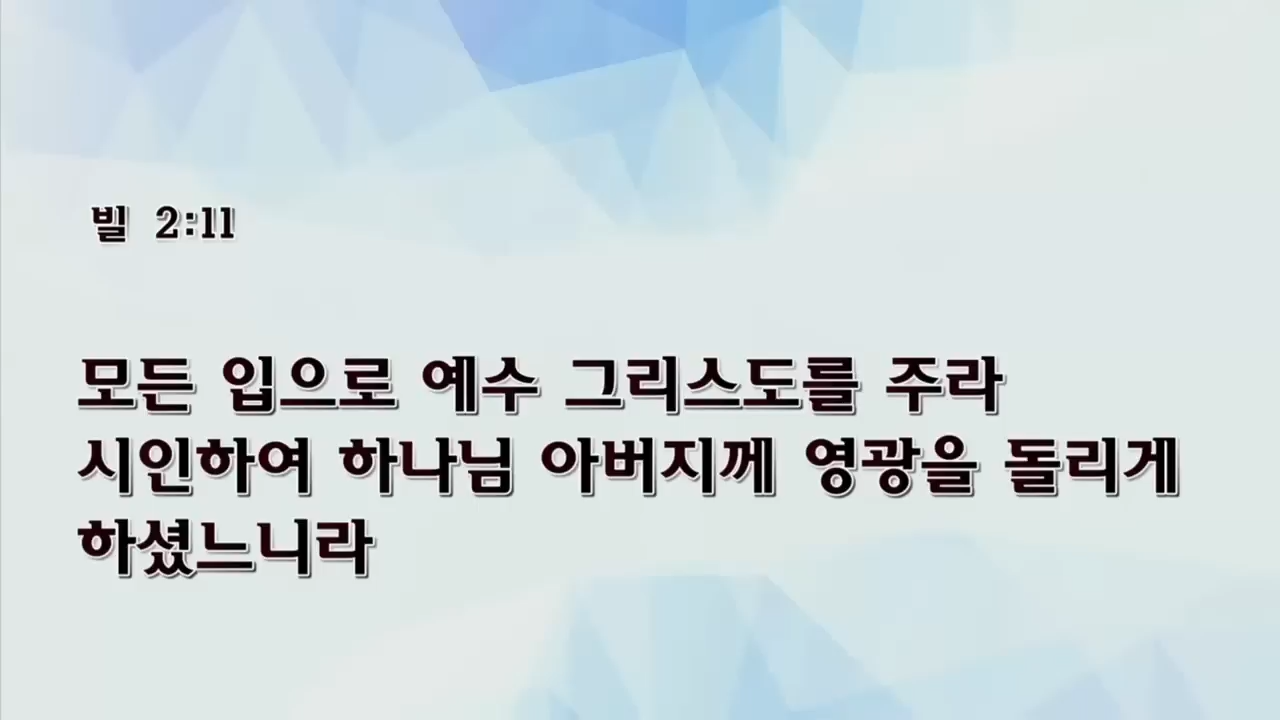 빌 2:11
모든 입으로 예수 그리스도를 주라
시인하여 하나님 아버지께 영광을 돌리게
하셨느니라